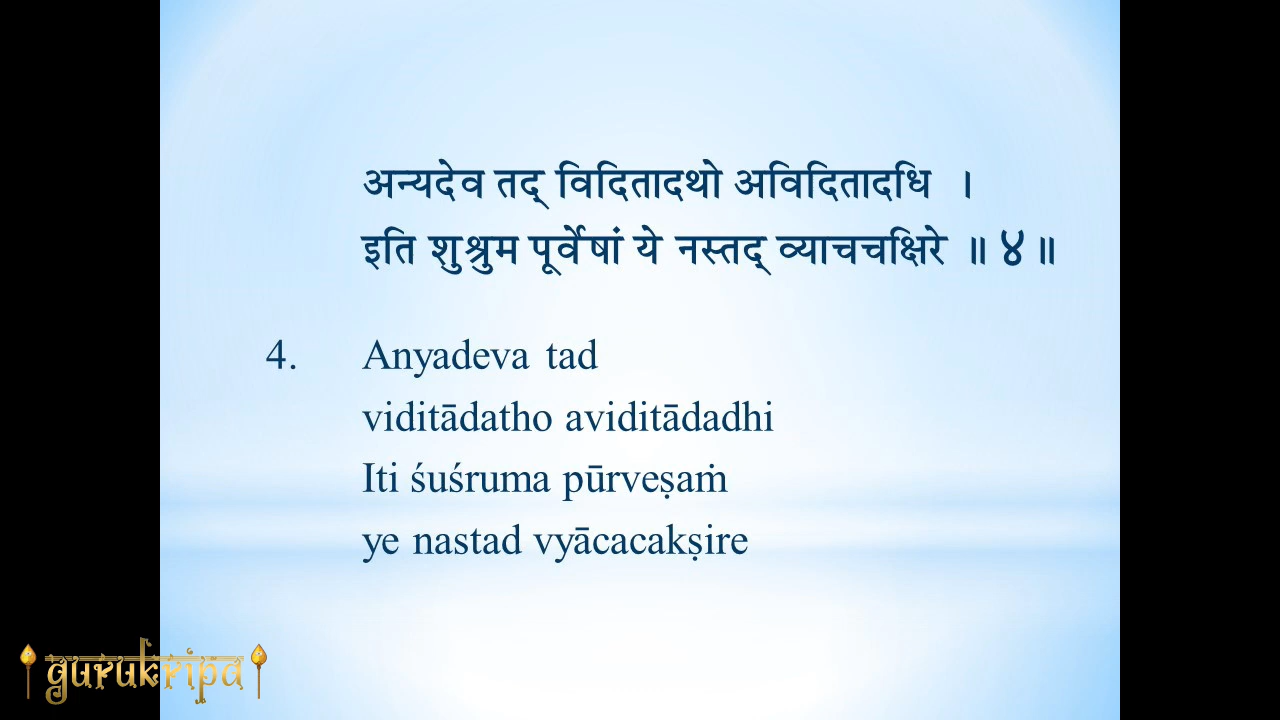 अन्यदेव तद् विदितादथो अविदितादधि ।
इति शुश्रुम पूर्वेषां ये नस्तद् व्याचचक्षिरे ॥ ४ ॥
4. Anyadeva tad
viditādatho aviditādadhi
Iti śuśruma pūrveṣaṁ
ye nastad vyācacakṣire
gurukripa